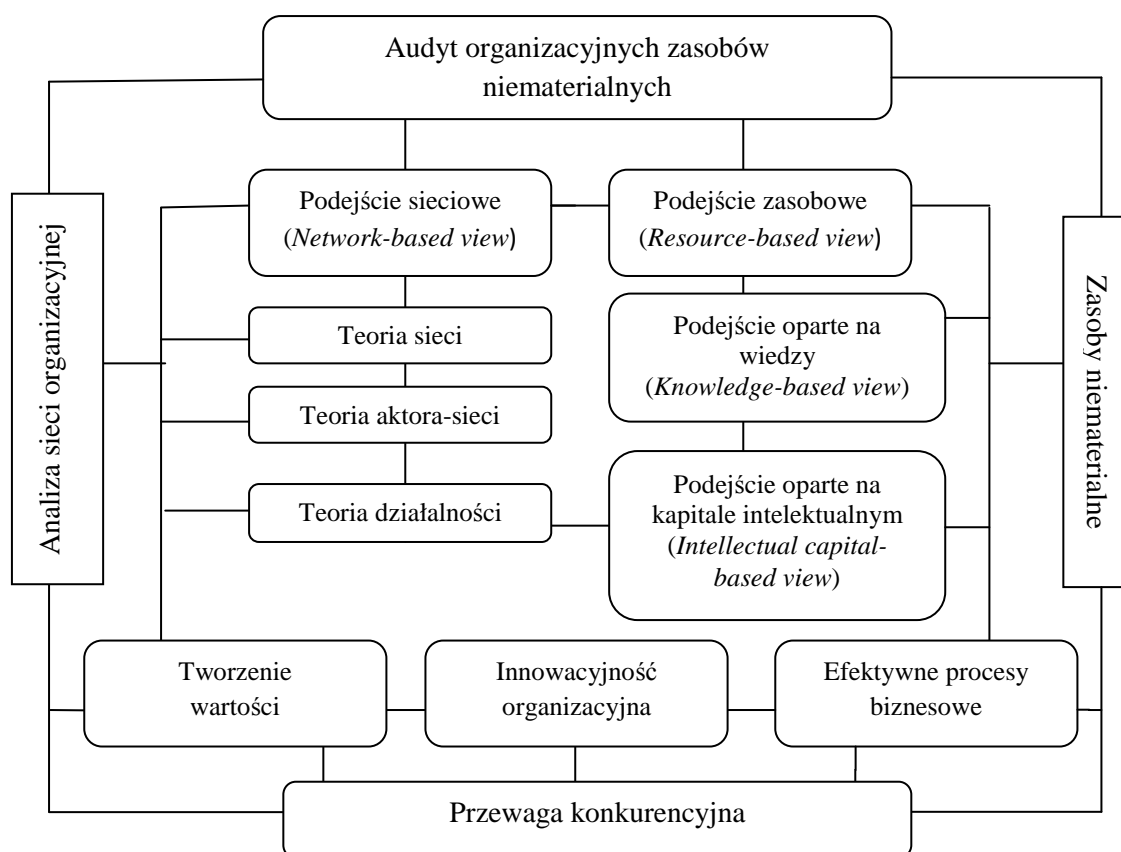 Audyt organizacyjnych zasobów
niematerialnych
Analiza sieci organizacyjnej
Podejście sieciowe
(Network-based view)
Podejście zasobowe
(Resource-based view)
Teoria sieci
Teoria aktora-sieci
Teoria działalności
Podejście oparte na
wiedzy
(Knowledge-based view)
Podejście oparte na
kapitale intelektualnym
(Intellectual capital-
based view)
Zasoby niematerialne
Tworzenie
wartości
Innowacyjność
organizacyjna
Efektywne procesy
biznesowe
Przewaga konkurencyjna